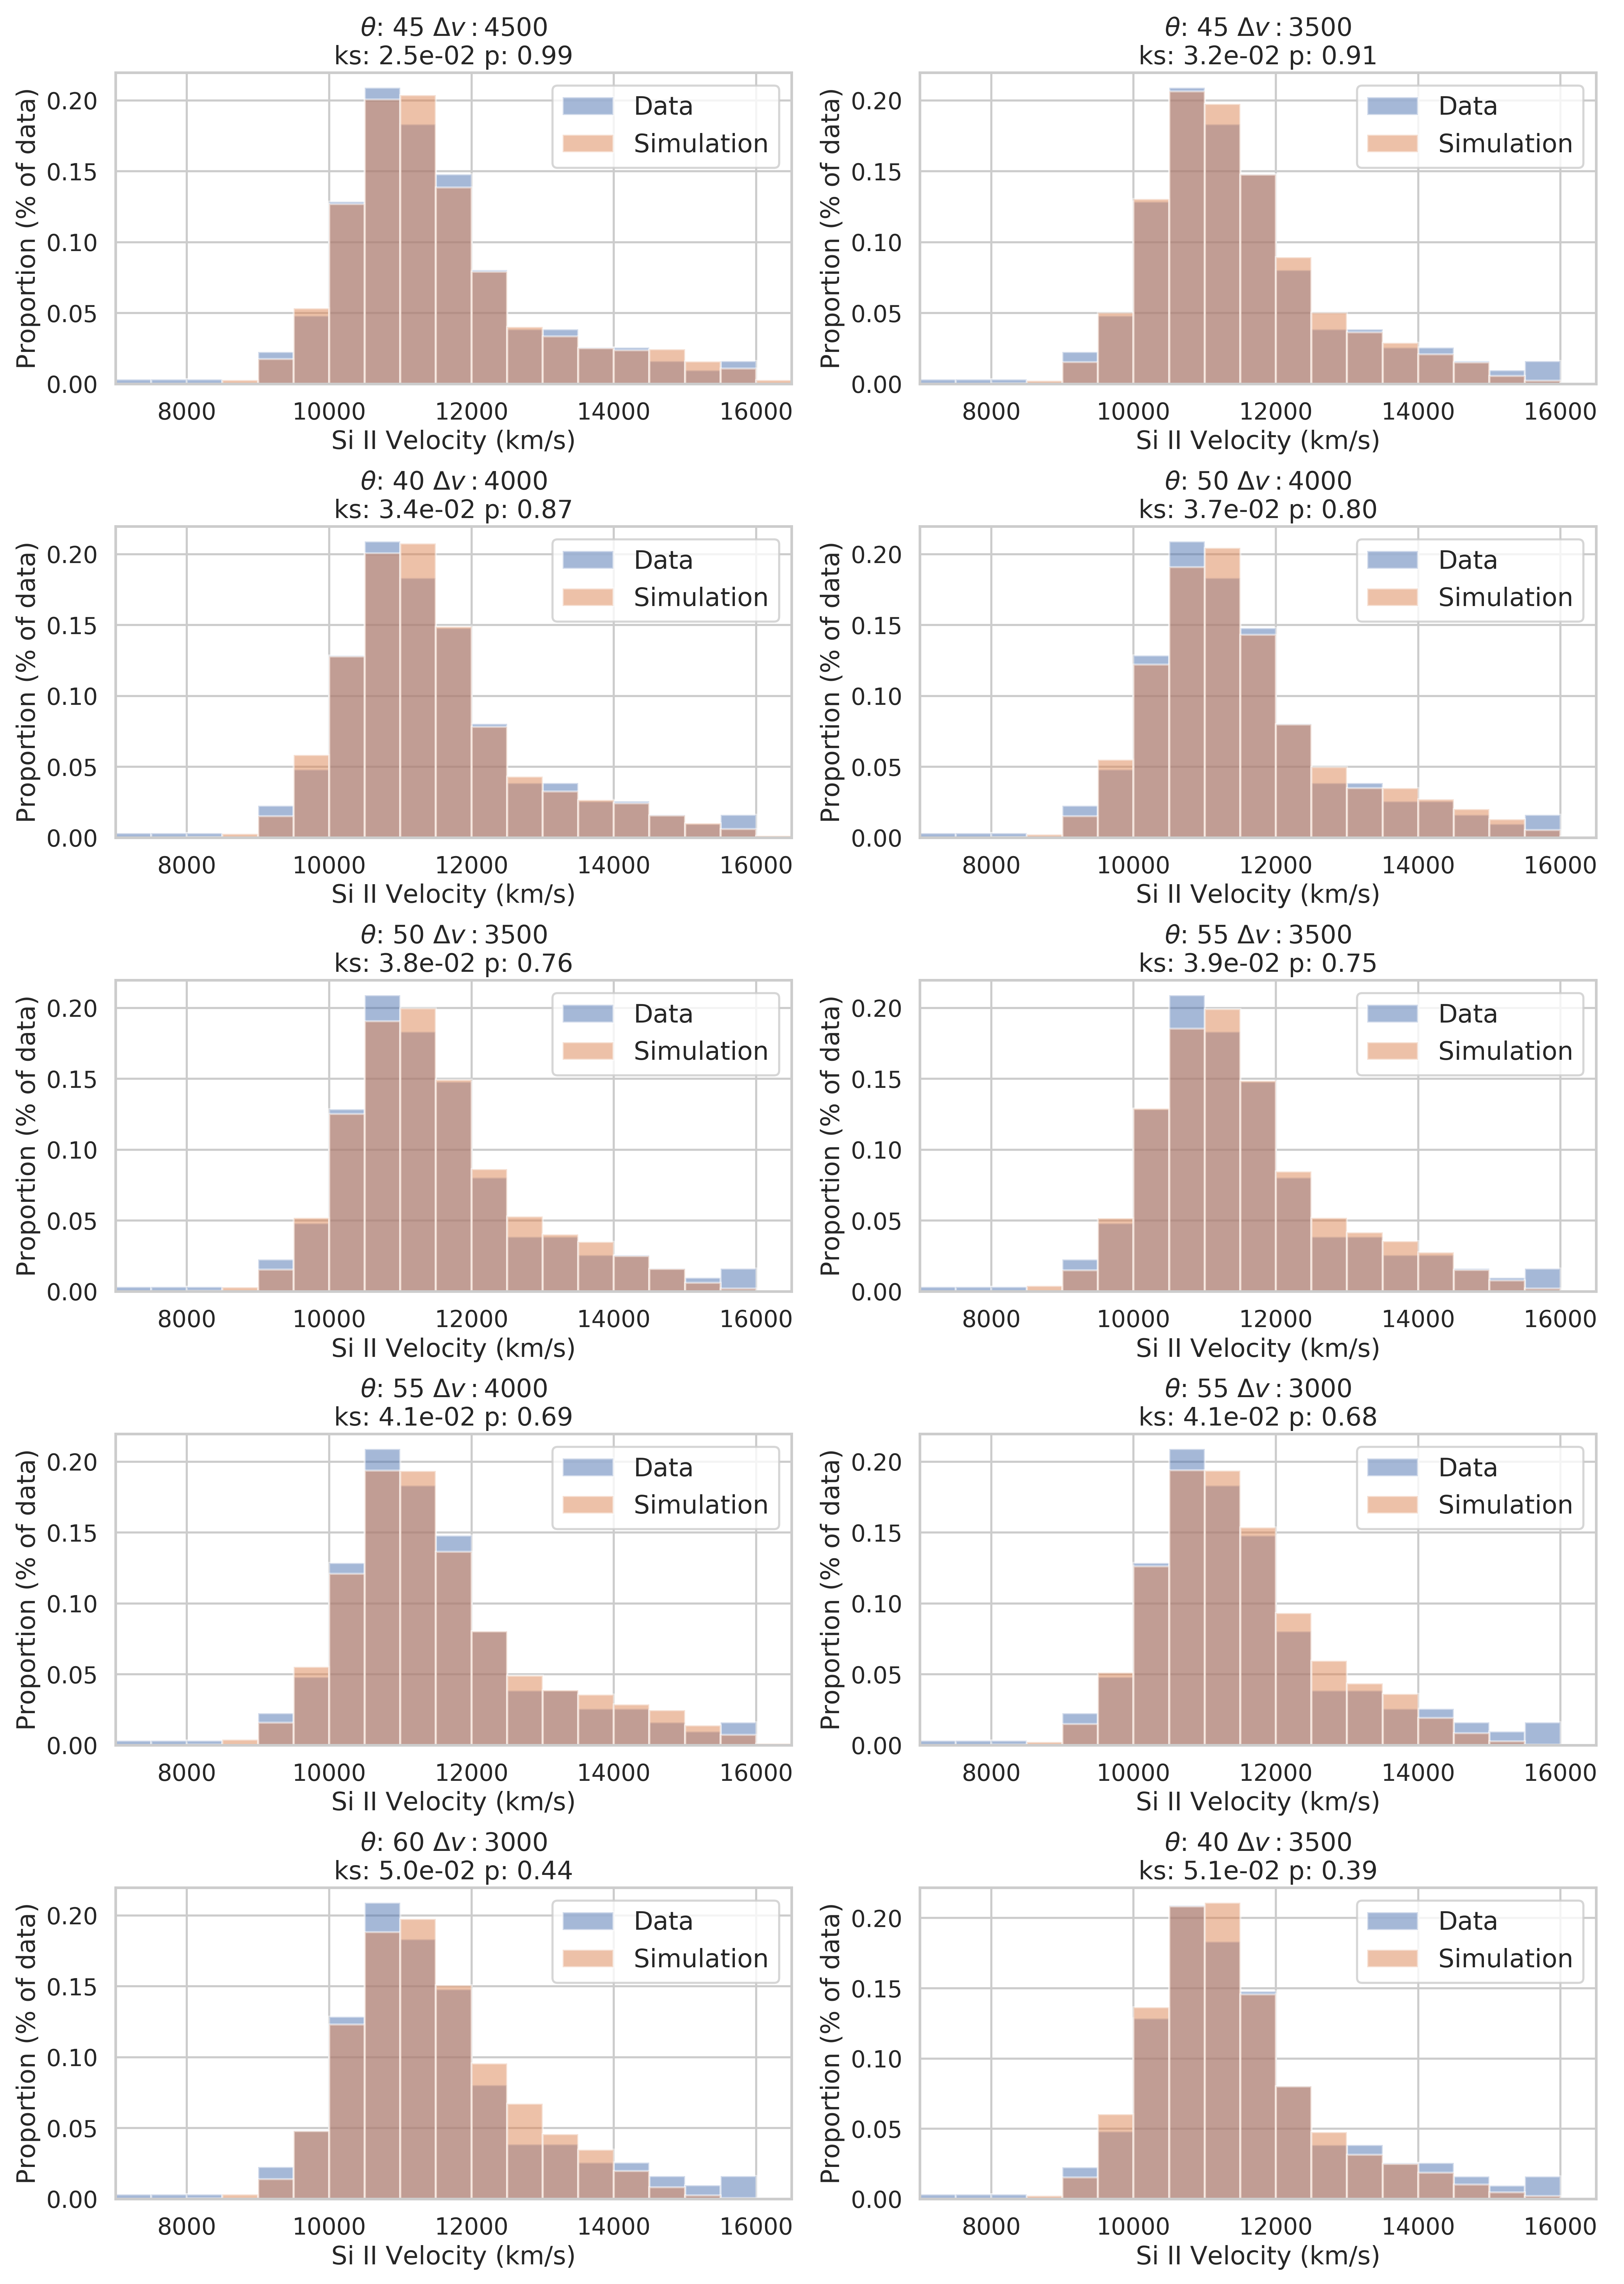 θ: 45 Δv : 4500
ks: 2.5e-02 p: 0.99
Proportion (% of data)
0.20
0.15
0.10
0.05
0.00
Data
Simulation
8000 10000 12000 14000 16000
Si II Velocity (km/s)
θ: 45 Δv : 3500
ks: 3.2e-02 p: 0.91
Proportion (% of data)
0.20
0.15
0.10
0.05
0.00
Data
Simulation
8000 10000 12000 14000 16000
Si II Velocity (km/s)
θ: 40 Δv : 4000
ks: 3.4e-02 p: 0.87
Proportion (% of data)
0.20
0.15
0.10
0.05
0.00
Data
Simulation
8000 10000 12000 14000 16000
Si II Velocity (km/s)
θ: 50 Δv : 4000
ks: 3.7e-02 p: 0.80
Proportion (% of data)
0.20
0.15
0.10
0.05
0.00
Data
Simulation
8000 10000 12000 14000 16000
Si II Velocity (km/s)
θ: 50 Δv : 3500
ks: 3.8e-02 p: 0.76
Proportion (% of data)
0.20
0.15
0.10
0.05
0.00
Data
Simulation
8000 10000 12000 14000 16000
Si II Velocity (km/s)
θ: 55 Δv : 3500
ks: 3.9e-02 p: 0.75
Proportion (% of data)
0.20
0.15
0.10
0.05
0.00
Data
Simulation
8000 10000 12000 14000 16000
Si II Velocity (km/s)
θ: 55 Δv : 4000
ks: 4.1e-02 p: 0.69
Proportion (% of data)
0.20
0.15
0.10
0.05
0.00
Data
Simulation
8000 10000 12000 14000 16000
Si II Velocity (km/s)
θ: 55 Δv : 3000
ks: 4.1e-02 p: 0.68
Proportion (% of data)
0.20
0.15
0.10
0.05
0.00
Data
Simulation
8000 10000 12000 14000 16000
Si II Velocity (km/s)
θ: 60 Δv : 3000
ks: 5.0e-02 p: 0.44
Proportion (% of data)
0.20
0.15
0.10
0.05
0.00
Data
Simulation
8000 10000 12000 14000 16000
Si II Velocity (km/s)
θ: 40 Δv : 3500
ks: 5.1e-02 p: 0.39
Proportion (% of data)
0.20
0.15
0.10
0.05
0.00
Data
Simulation
8000 10000 12000 14000 16000
Si II Velocity (km/s)